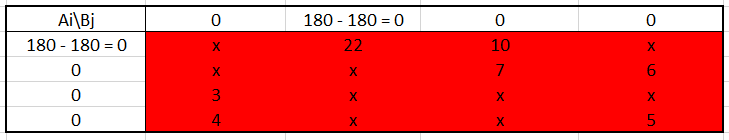 Ai\Bj 0 180 - 180 = 0 0 0
180 - 180 = 0 x 22 10 x
0 x x 7 6
0 3 x x x
0 4 x x 5